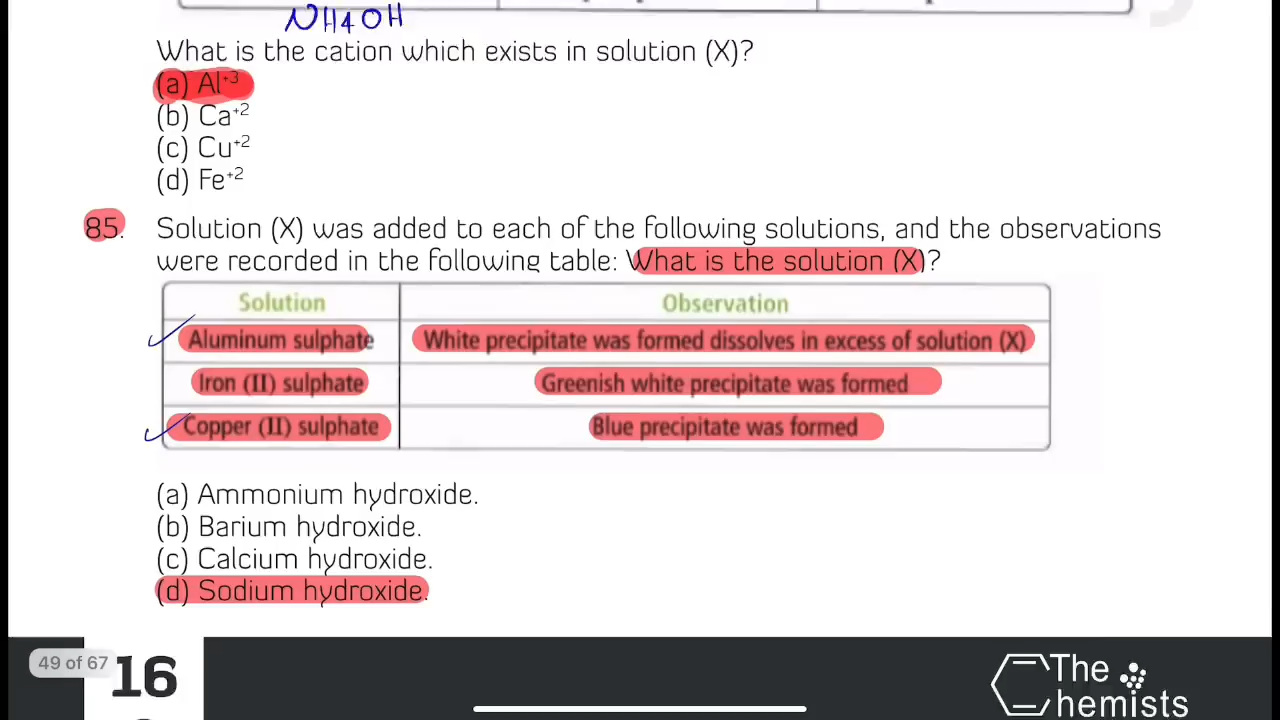 NH4OH
What is the cation which exists in solution (X)?
(a) Al+3
(b) Ca+2
(c) Cu+2
(d) Fe+2
85. Solution (X) was added to each of the following solutions, and the observations
were recorded in the following table: What is the solution (X)?
Solution Observation
Aluminum sulphate White precipitate was formed dissolves in excess of solution (X)
Iron (II) sulphate Greenish white precipitate was formed
Copper (II) sulphate Blue precipitate was formed
(a) Ammonium hydroxide.
(b) Barium hydroxide.
(c) Calcium hydroxide.
(d) Sodium hydroxide.
49 of 67
16
The
Chemists